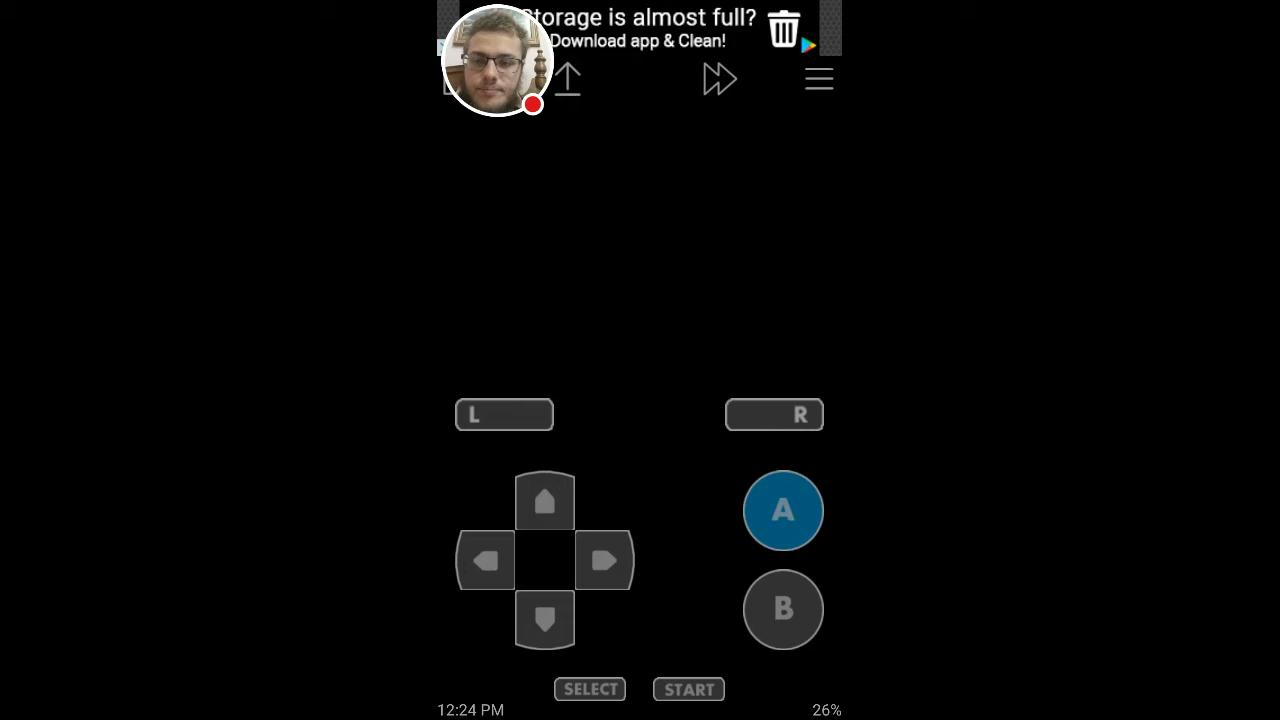 Storage is almost full?
Download app & Clean!
L
R
A
B
SELECT
START
12:24 PM
26%